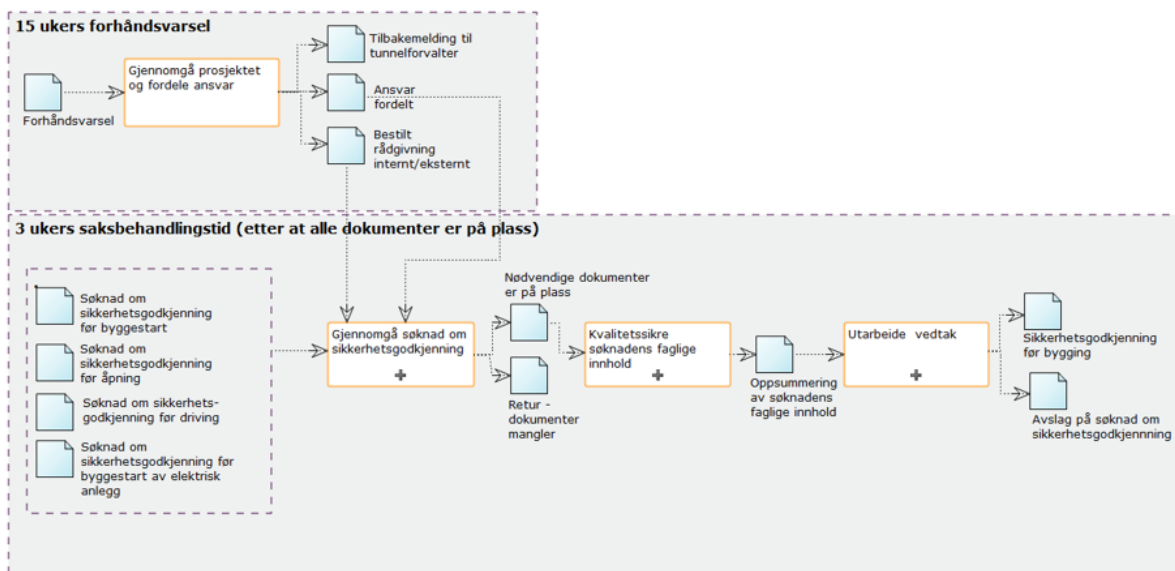 15 ukers forhåndsvarsel
Forhåndsvarsel
Gjennomgå prosjektet
og fordele ansvar
Tilbakemelding til
tunnelforvalter
Ansvar
fordelt
Bestilt
rådgivning
internt/eksternt
3 ukers saksbehandlingstid (etter at alle dokumenter er på plass)
Søknad om
sikkerhetsgodkjenning
før byggestart
Søknad om
sikkerhetsgodkjenning
før åpning
Søknad om sikkerhets-
godkjenning før driving
Søknad om
sikkerhetsgodkjenning før
byggestart av elektrisk
anlegg
Gjennomgå søknad om
sikkerhetsgodkjenning
Nødvendige dokumenter
er på plass
Retur -
dokumenter
mangler
Kvalitetssikre
søknadens faglige
innhold
Oppsummering
av søknadens
faglige innhold
Utarbeide vedtak
Sikkerhetsgodkjenning
før bygging
Avslag på søknad om
sikkerhetsgodkjennning